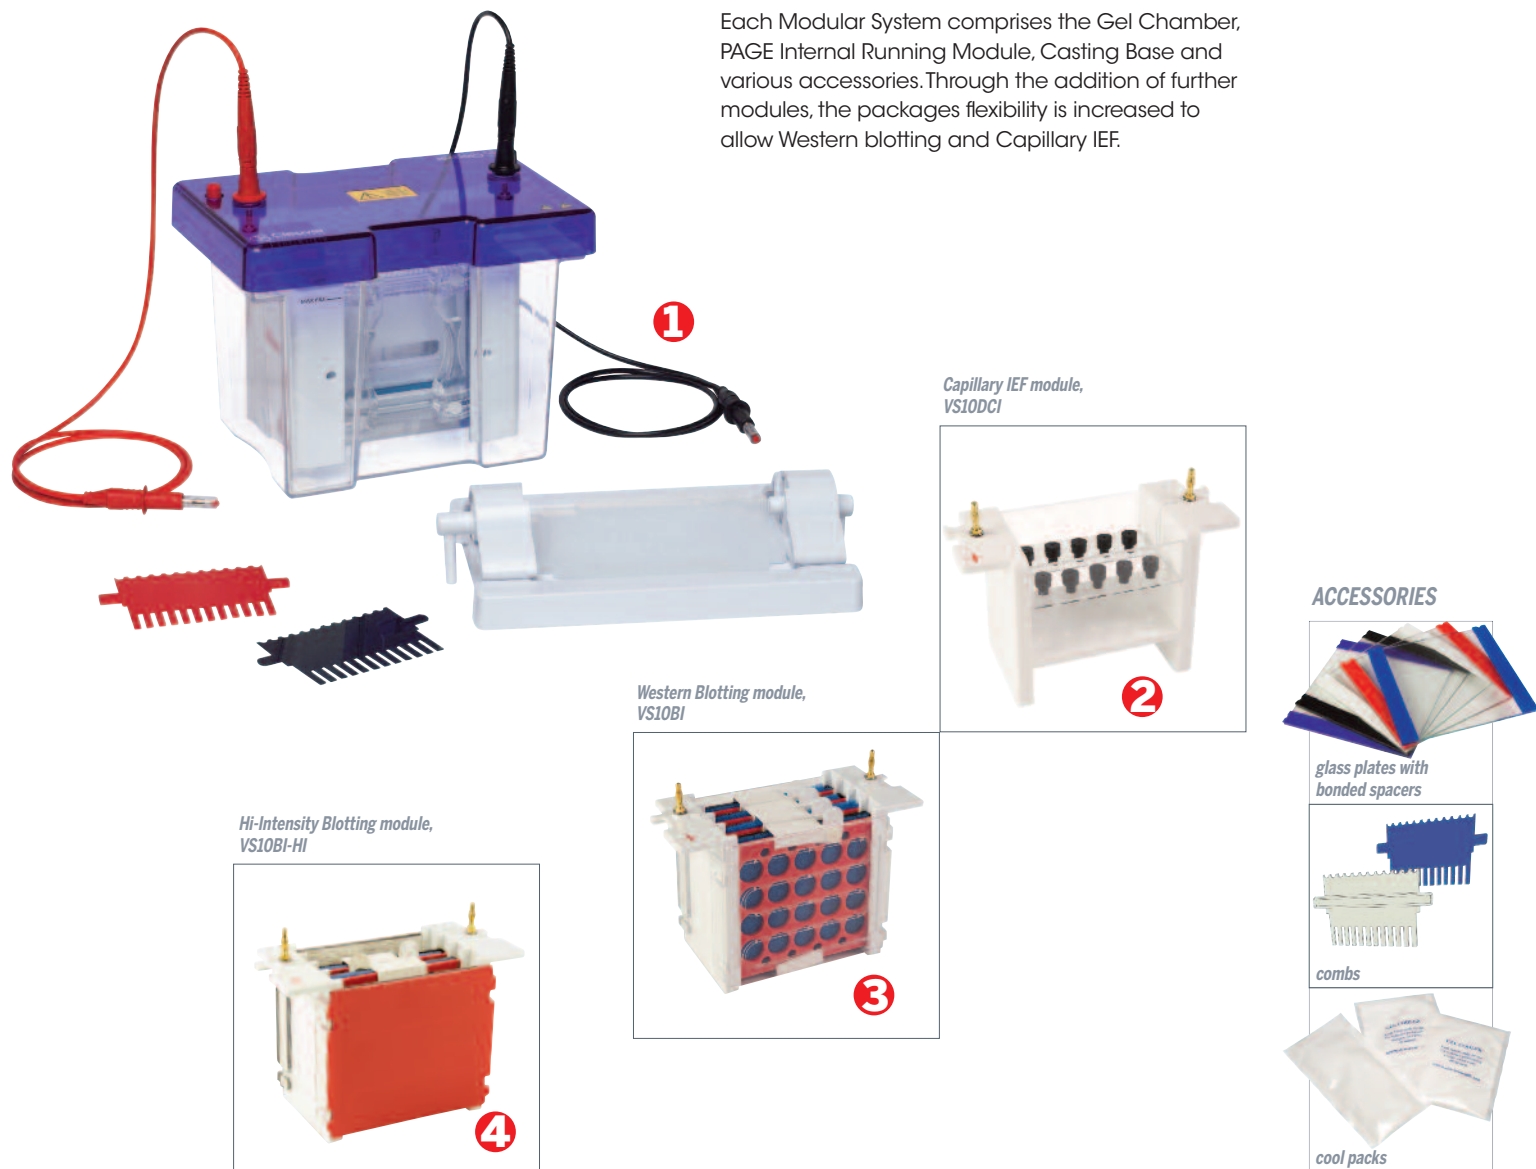 Each Modular System comprises the Gel Chamber,
PAGE Internal Running Module, Casting Base and
various accessories. Through the addition of further
modules, the packages flexibility is increased to
allow Western blotting and Capillary IEF.
1
Capillary IEF module,
VS10DCI
2
Western Blotting module,
VS10BI
3
Hi-Intensity Blotting module,
VS10BI-HI
4
ACCESSORIES
glass plates with
bonded spacers
combs
cool packs